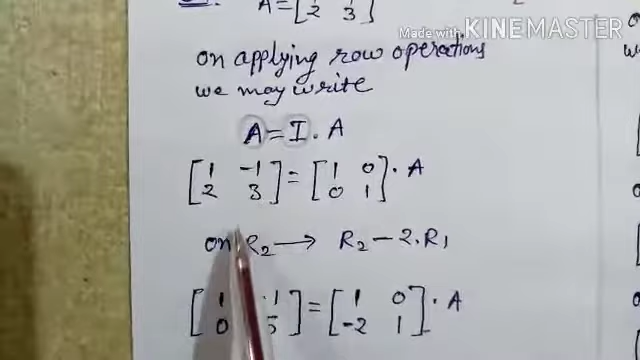 A = [
2 3 ]
Made with KINEMASTER
on applying row operations
we may write
A = I . A
[ 1 -1 ] = [ 1 0 ] . A
[ 2 3 ] [ 0 1 ]
on R₂ ⟶ R₂ - 2.R₁
[ 1 -1 ] = [ 1 0 ] . A
[ 0 5 ] [ -2 1 ]